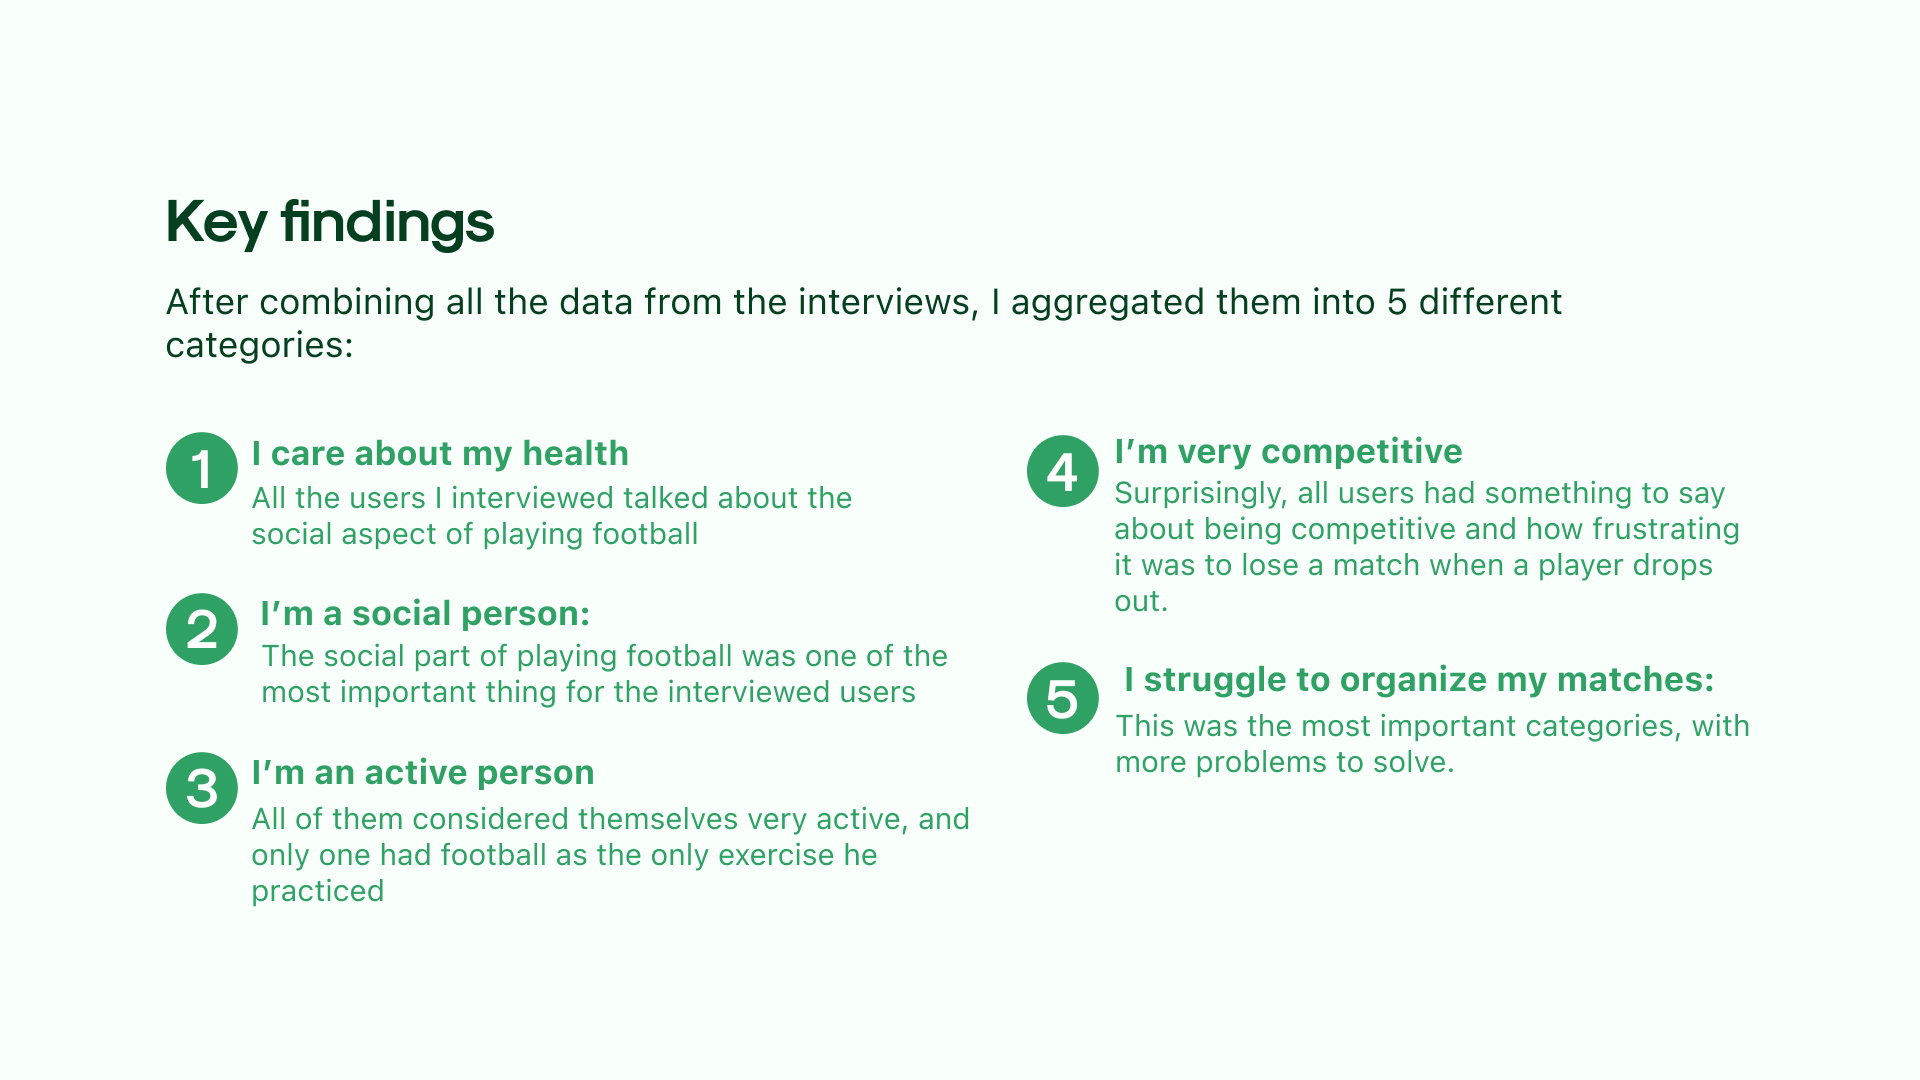 Key findings
After combining all the data from the interviews, I aggregated them into 5 different
categories:
1
I care about my health
All the users I interviewed talked about the
social aspect of playing football
2
I’m a social person:
The social part of playing football was one of the
most important thing for the interviewed users
3
I’m an active person
All of them considered themselves very active, and
only one had football as the only exercise he
practiced
4
I’m very competitive
Surprisingly, all users had something to say
about being competitive and how frustrating
it was to lose a match when a player drops
out.
5
I struggle to organize my matches:
This was the most important categories, with
more problems to solve.